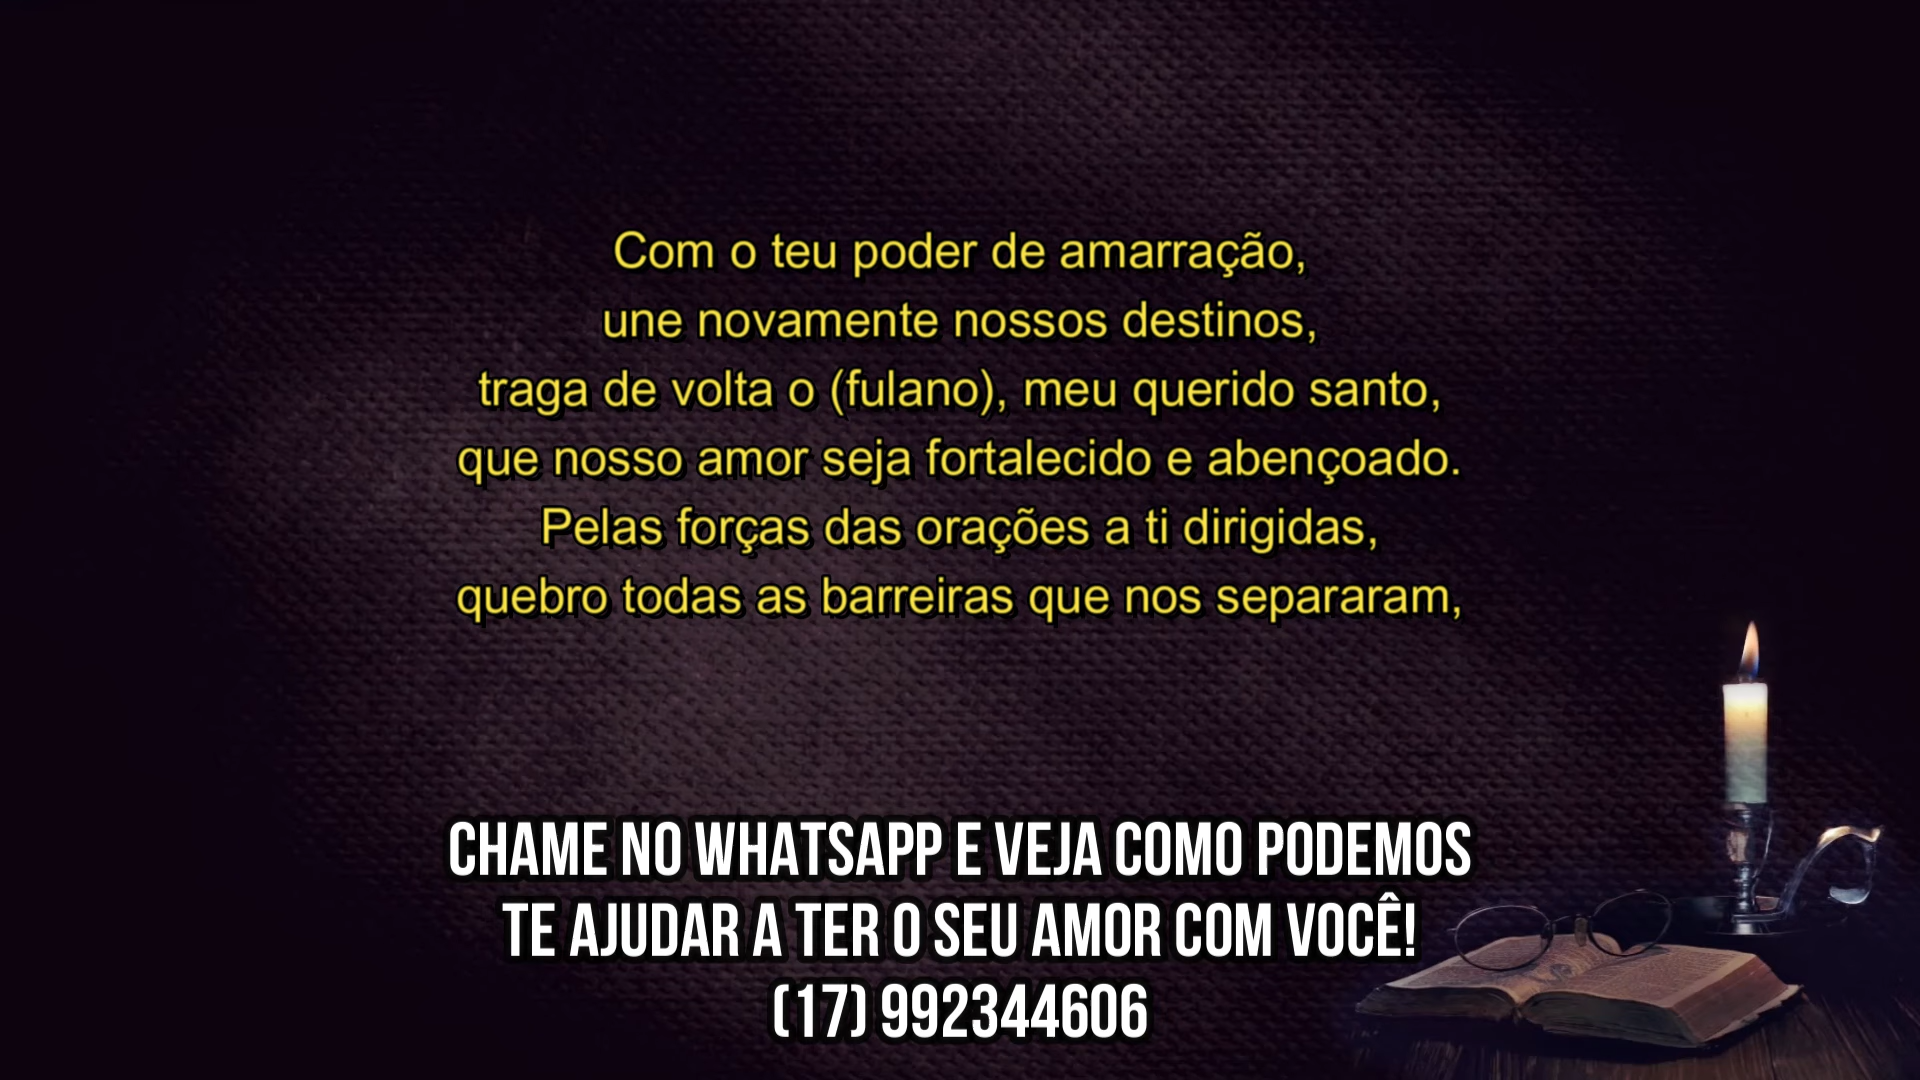 Com o teu poder de amarração,
une novamente nossos destinos,
traga de volta o (fulano), meu querido santo,
que nosso amor seja fortalecido e abençoado.
Pelas forças das orações a ti dirigidas,
quebro todas as barreiras que nos separaram,
CHAME NO WHATSAPP E VEJA COMO PODEMOS
TE AJUDAR A TER O SEU AMOR COM VOCÊ!
(17) 992344606